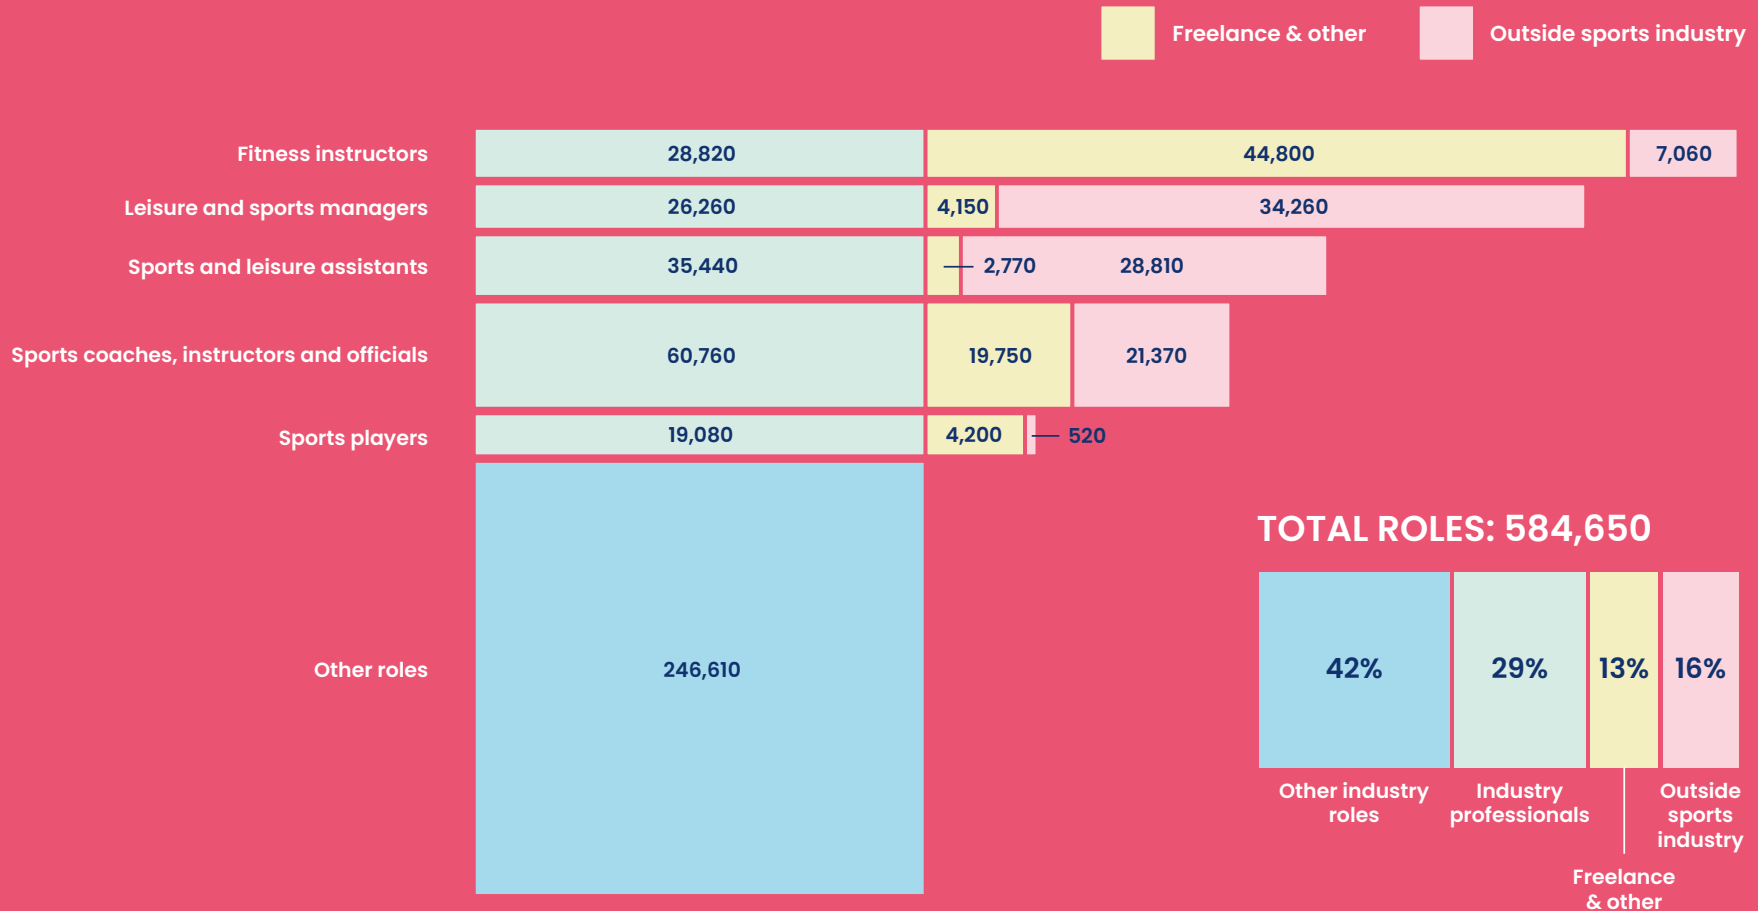 Freelance & other
Outside sports industry
Fitness instructors
28,820
44,800
7,060
Leisure and sports managers
26,260
4,150
34,260
Sports and leisure assistants
35,440
2,770
28,810
Sports coaches, instructors and officials
60,760
19,750
21,370
Sports players
19,080
4,200
520
Other roles
246,610
TOTAL ROLES: 584,650
42%
29%
13%
16%
Other industry
roles
Industry
professionals
Freelance
& other
Outside
sports
industry